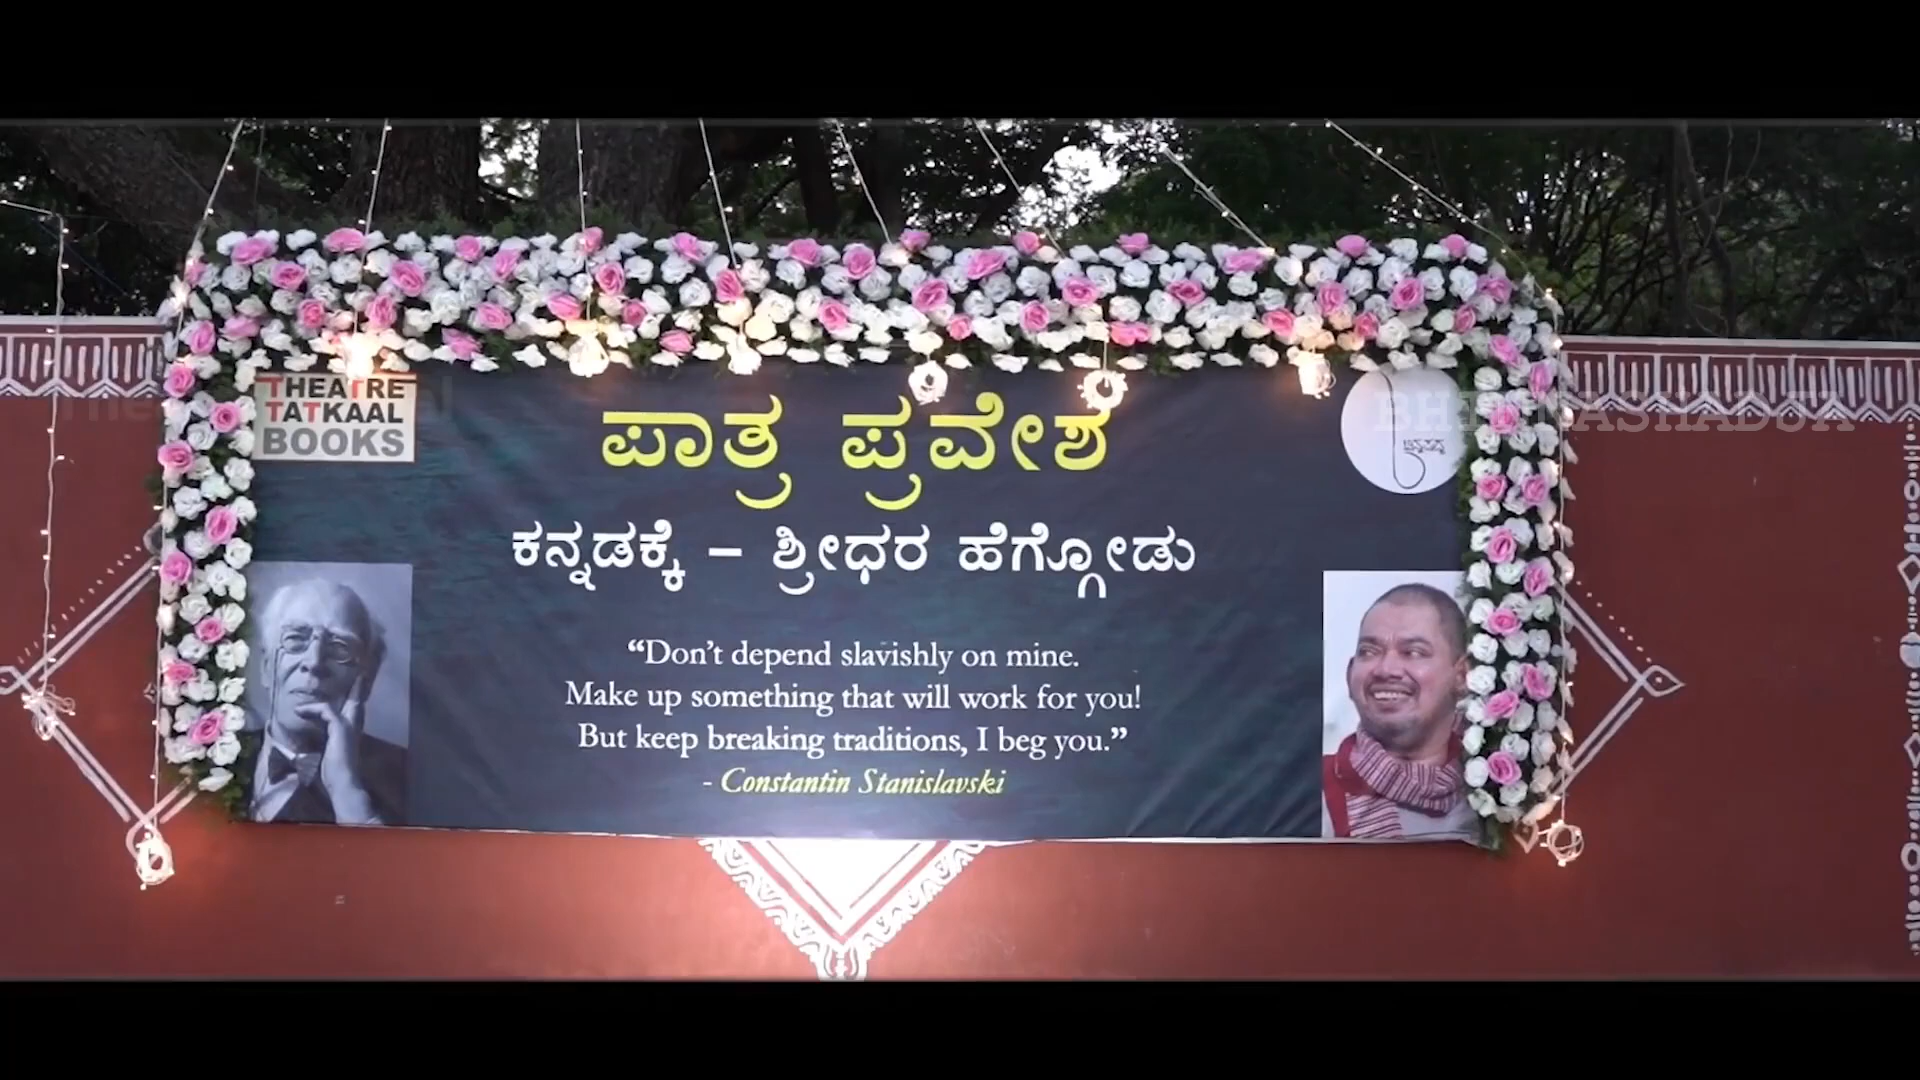 THEATRE
TATKAAL
BOOKS
ಪಾತ್ರ ಪ್ರವೇಶ
ಕನ್ನಡಕ್ಕೆ – ಶ್ರೀಧರ ಹೆಗ್ಗೋಡು
“Don’t depend slavishly on mine.
Make up something that will work for you!
But keep breaking traditions, I beg you.”
- Constantin Stanislavski